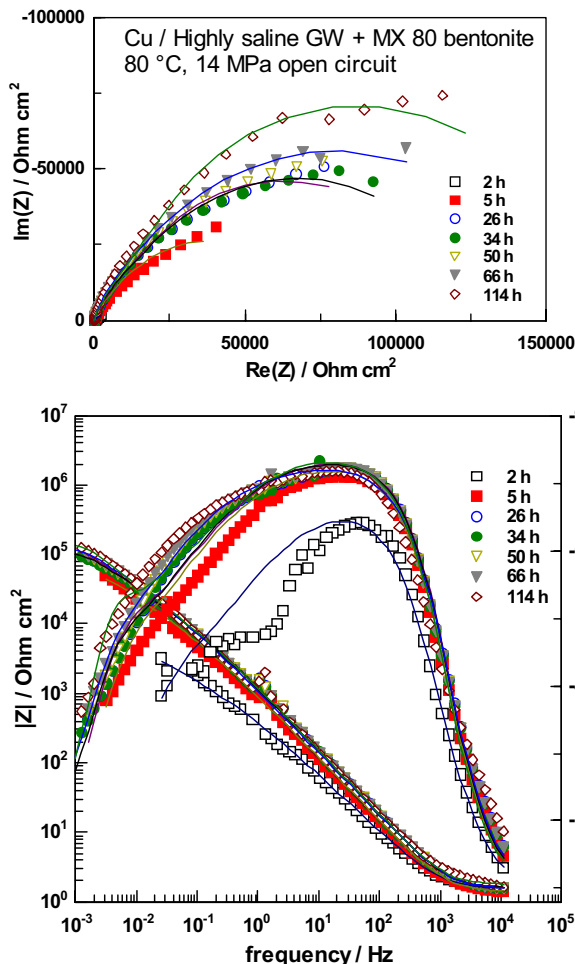 -100000
Cu / Highly saline GW + MX 80 bentonite
80 °C, 14 MPa open circuit
Im(Z) / Ohm cm²
-50000
2 h
5 h
26 h
34 h
50 h
66 h
114 h
0
0 50000 100000 150000
Re(Z) / Ohm cm²
10⁷
10⁶
2 h
5 h
26 h
34 h
50 h
66 h
114 h
10⁵
10⁴
|Z| / Ohm cm²
10³
10²
10¹
10⁰
10⁻³ 10⁻² 10⁻¹ 10⁰ 10¹ 10² 10³ 10⁴ 10⁵
frequency / Hz